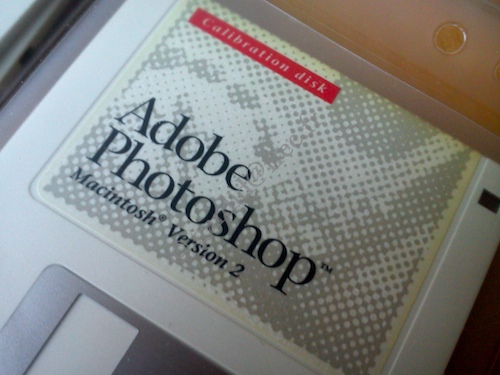 Calibration disk
Adobe
Photoshop™
Macintosh® Version 2